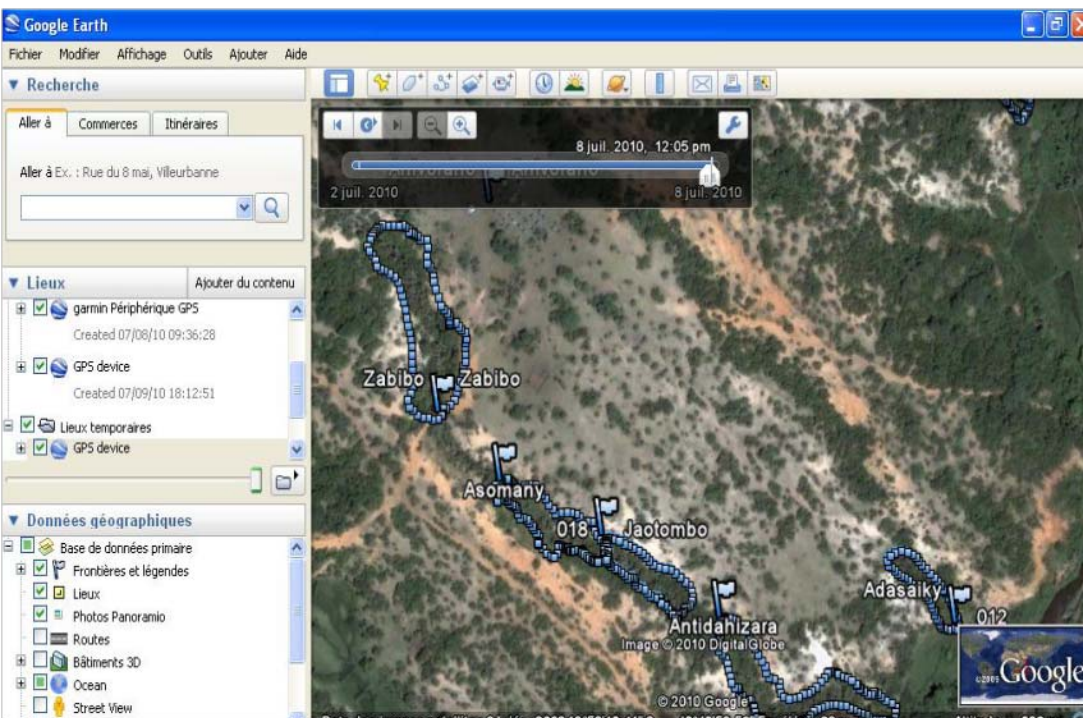 Google Earth
Fichier Modifier Affichage Outils Ajouter Aide
Recherche
Aller à Commerces Itinéraires
Aller à Ex. : Rue du 8 mai, Villeurbanne
Lieux Ajouter du contenu
garmin Périphérique GPS
Created 07/08/10 09:36:28
GPS device
Created 07/09/10 18:12:51
Lieux temporaires
GPS device
Données géographiques
Base de données primaire
Frontières et légendes
Lieux
Photos Panoramio
Routes
Bâtiments 3D
Ocean
Street View
8 juil. 2010, 12:05 pm
2 juil. 2010 8 juil. 2010
Zabibo Zabibo
Asomany
018 Jaotombo
Adasaiky
012
Antidahizara
Image © 2010 DigitalGlobe
© 2010 Google
©2009 Google